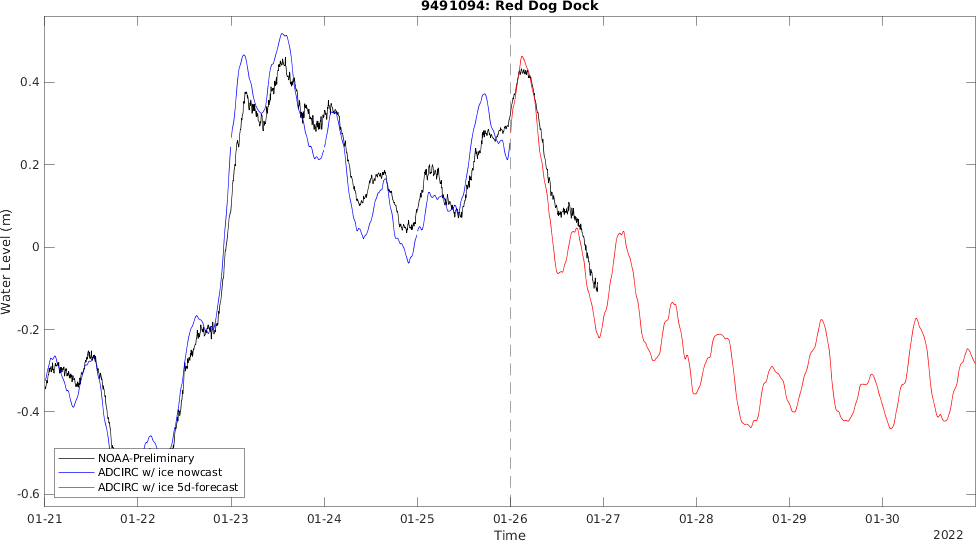 9491094: Red Dog Dock
0.4
0.2
0
-0.2
-0.4
-0.6
Water Level (m)
NOAA-Preliminary
ADCIRC w/ ice nowcast
ADCIRC w/ ice 5d-forecast
01-21 01-22 01-23 01-24 01-25 01-26 01-27 01-28 01-29 01-30
Time
2022